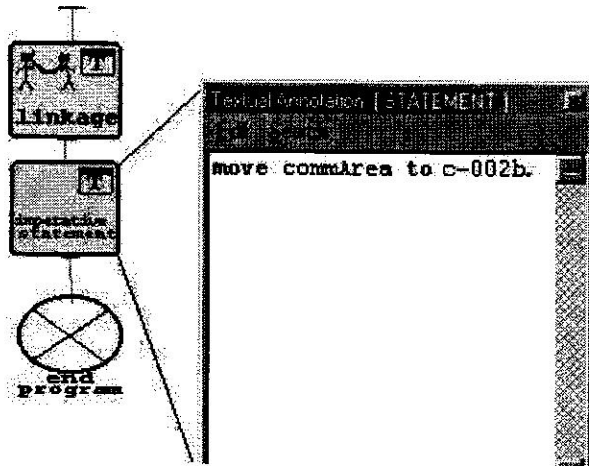 T
linkage
T
imperative
statement
end
program
Textual Annotation [ STATEMENT ]
move commArea to c-002b.